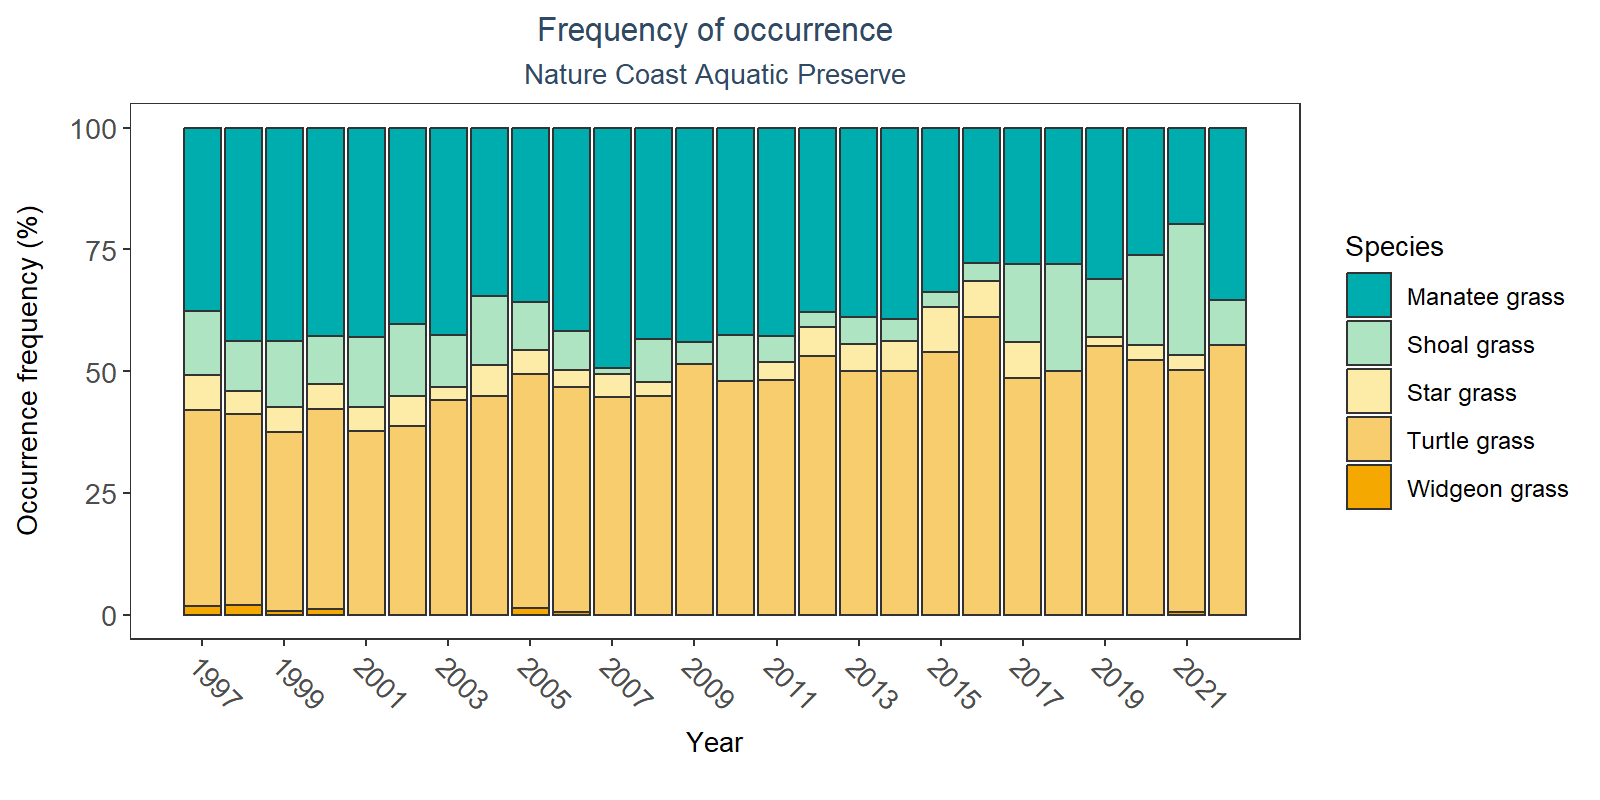 Frequency of occurrence
Nature Coast Aquatic Preserve
Occurrence frequency (%)
100
75
50
25
0
1997
1999
2001
2003
2005
2007
2009
2011
2013
2015
2017
2019
2021
Year
Species
Manatee grass
Shoal grass
Star grass
Turtle grass
Widgeon grass